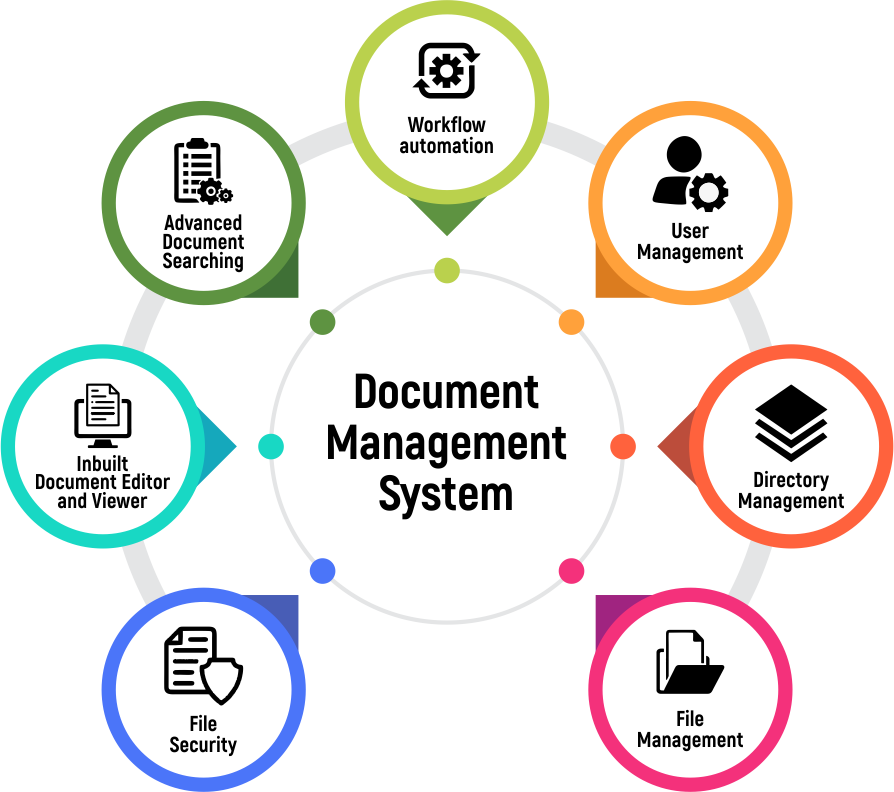 Workflow
automation
Advanced
Document
Searching
User
Management
Document
Management
System
Inbuilt
Document Editor
and Viewer
Directory
Management
File
Security
File
Management